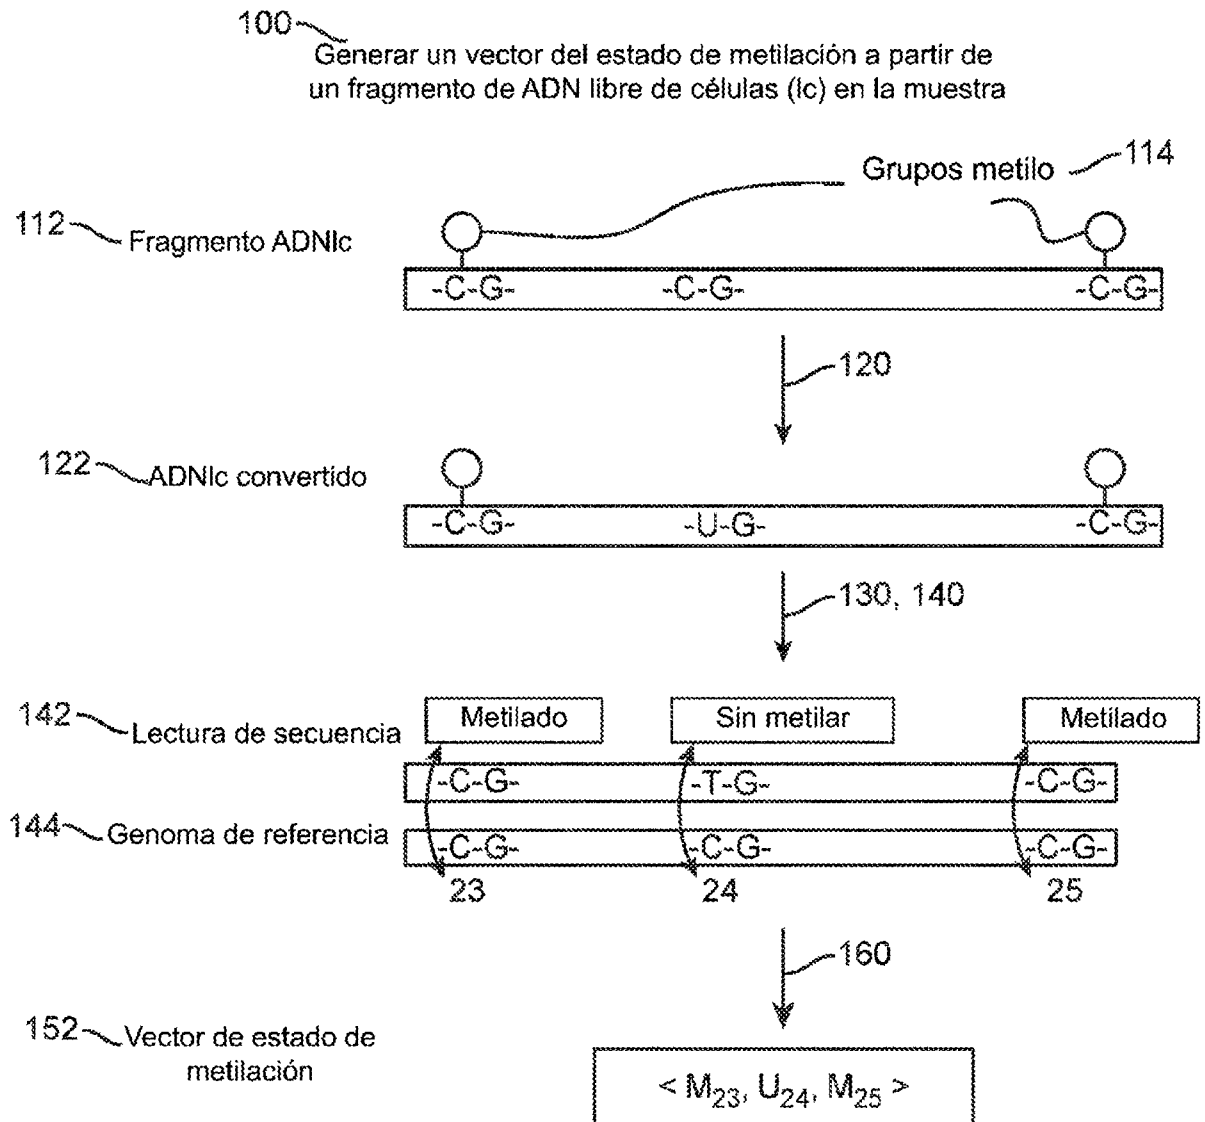 100
Generar un vector del estado de metilación a partir de
un fragmento de ADN libre de células (lc) en la muestra
Grupos metilo 114
112 Fragmento ADNlc
-C-G- -C-G- -C-G-
120
122 ADNlc convertido
-C-G- -U-G- -C-G-
130, 140
142 Lectura de secuencia
Metilado Sin metilar Metilado
-C-G- -T-G- -C-G-
144 Genoma de referencia
-C-G- -C-G- -C-G-
23 24 25
160
152 Vector de estado de
metilación
< M23, U24, M25 >